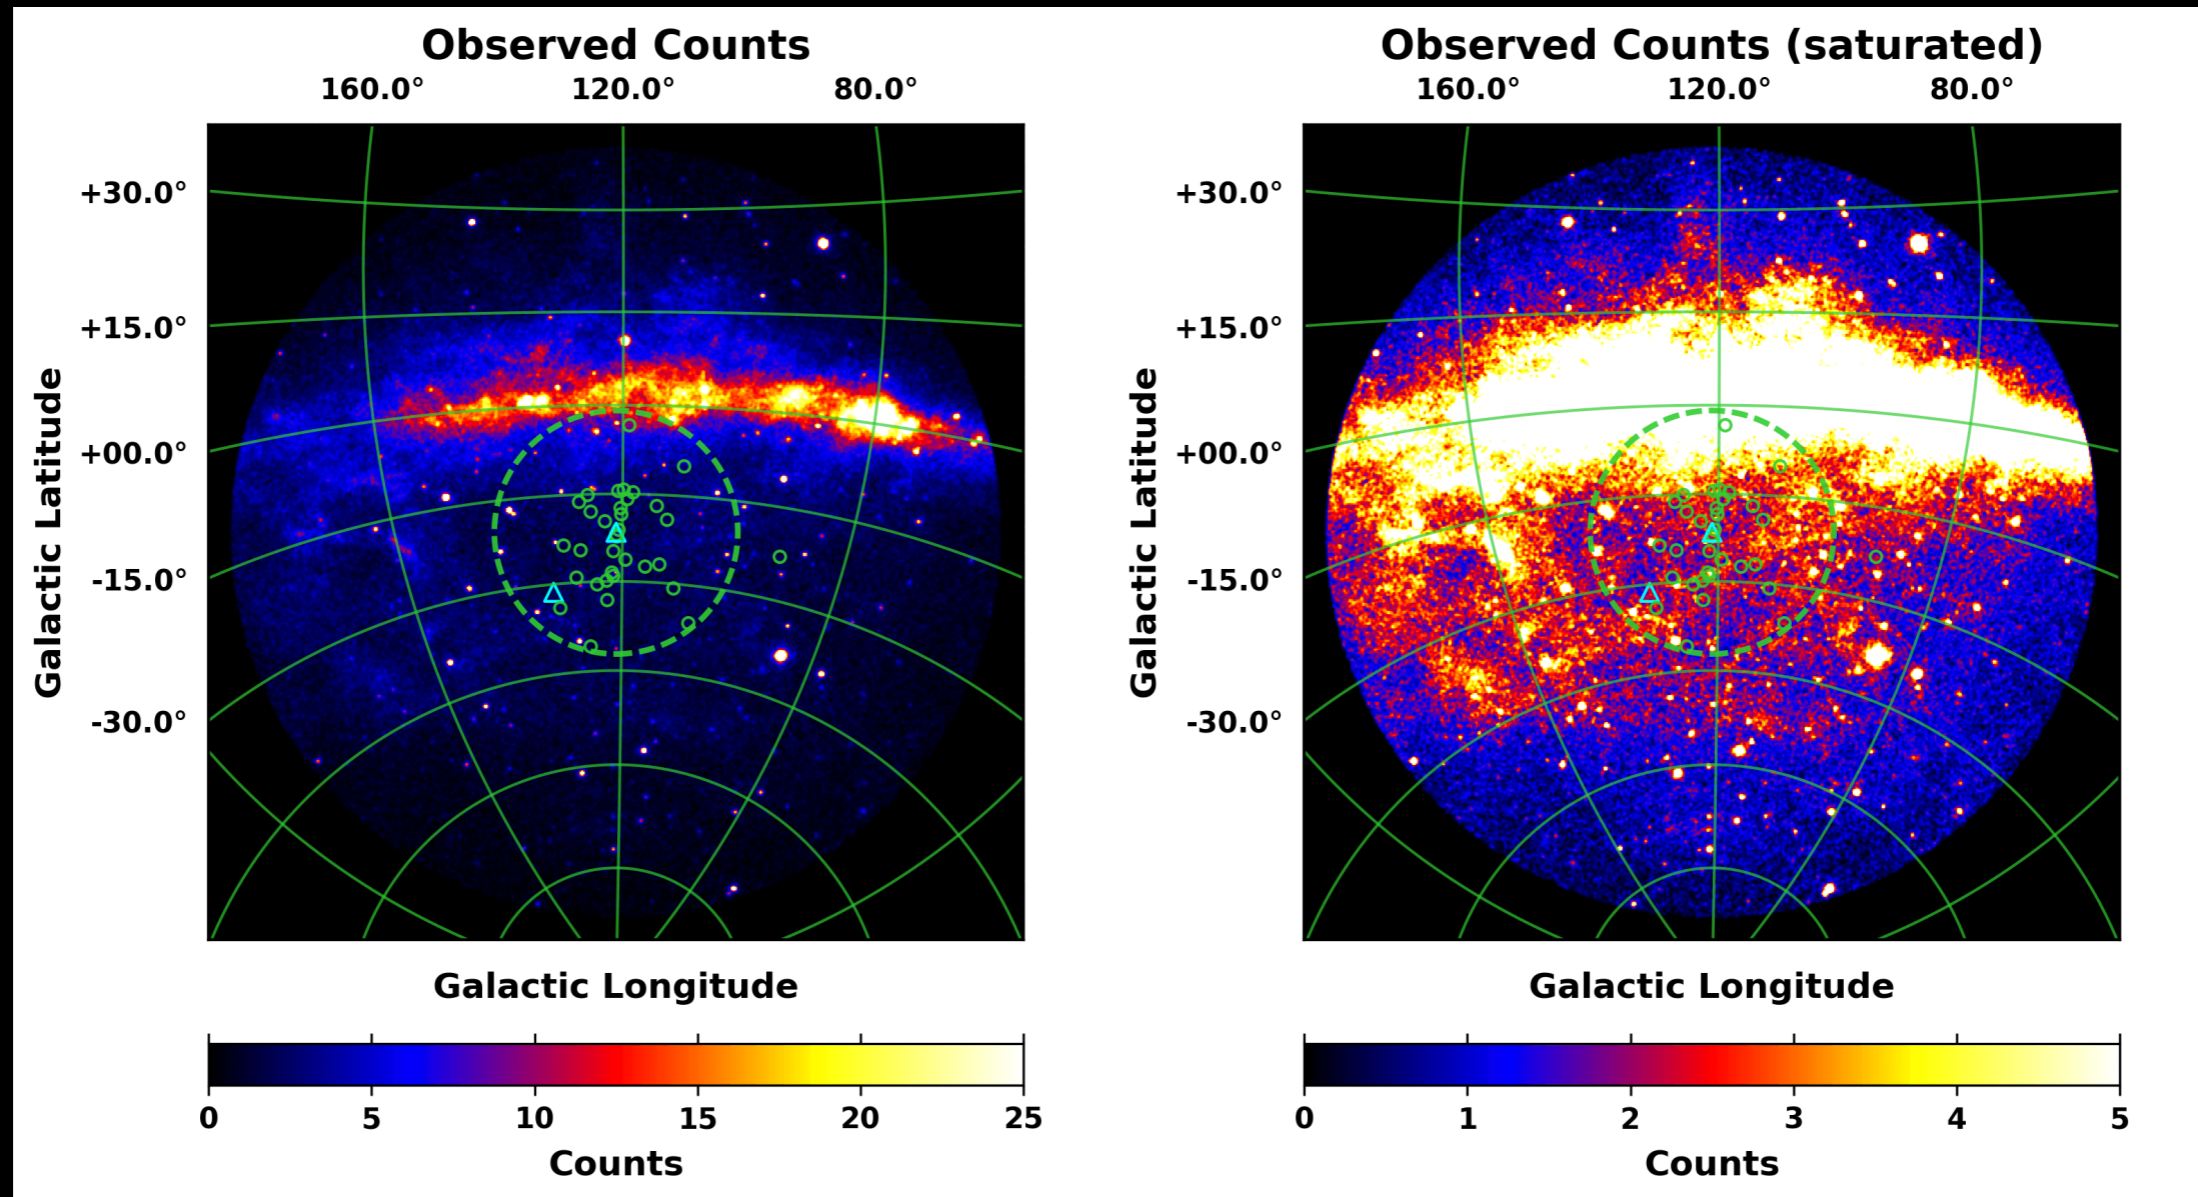 Observed Counts
160.0° 120.0° 80.0°
+30.0°
+15.0°
+00.0°
-15.0°
-30.0°
Galactic Latitude
Galactic Longitude
0 5 10 15 20 25
Counts
Observed Counts (saturated)
160.0° 120.0° 80.0°
+30.0°
+15.0°
+00.0°
-15.0°
-30.0°
Galactic Latitude
Galactic Longitude
0 1 2 3 4 5
Counts